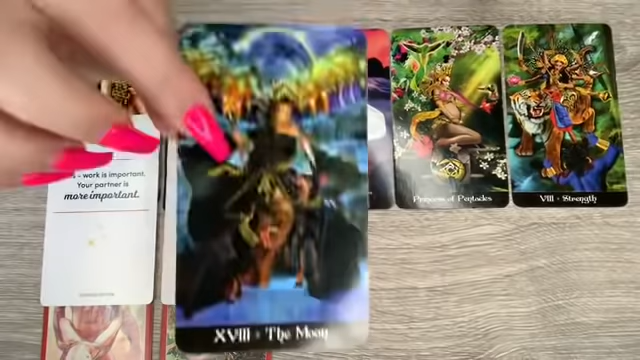 - work is important.
Your partner is
more important.
XVIII - The Moon
Princess of Pentacles
VIII - Strength